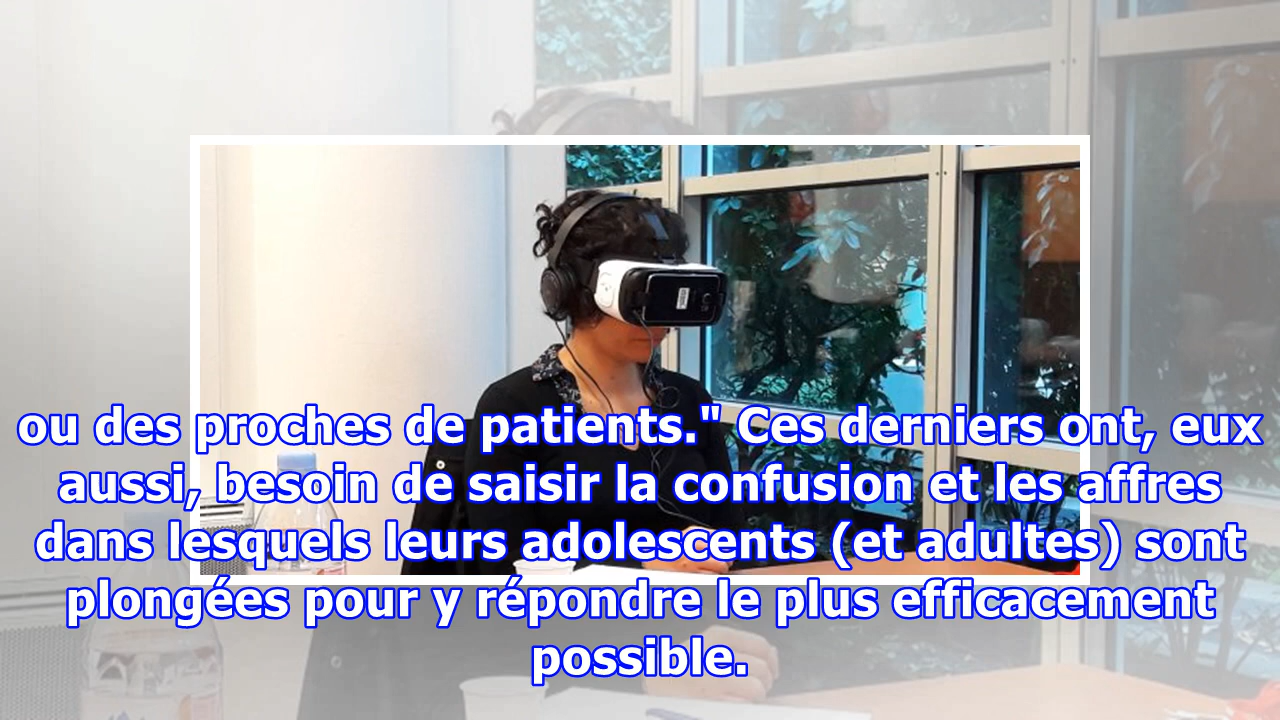 ou des proches de patients." Ces derniers ont, eux
aussi, besoin de saisir la confusion et les affres
dans lesquels leurs adolescents (et adultes) sont
plongées pour y répondre le plus efficacement
possible.